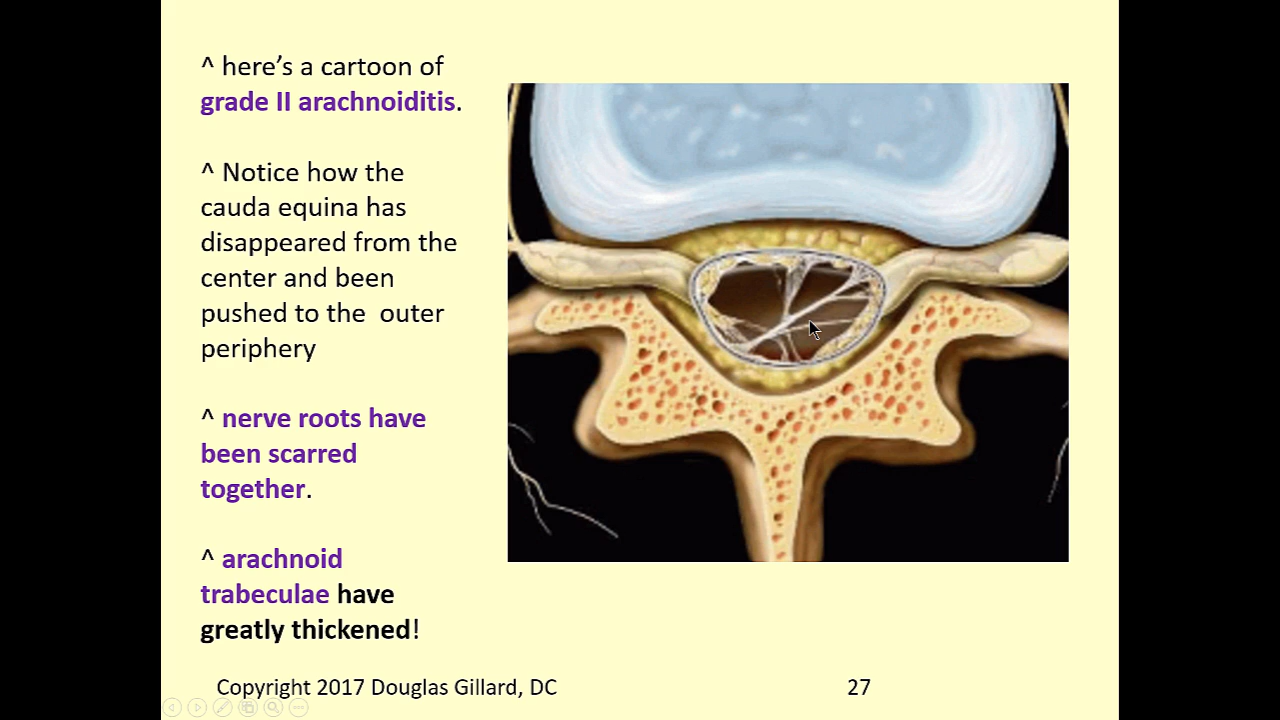 ^ here’s a cartoon of
grade II arachnoiditis.
^ Notice how the
cauda equina has
disappeared from the
center and been
pushed to the  outer
periphery
^ nerve roots have
been scarred
together.
^ arachnoid
trabeculae have
greatly thickened!
Copyright 2017 Douglas Gillard, DC
27